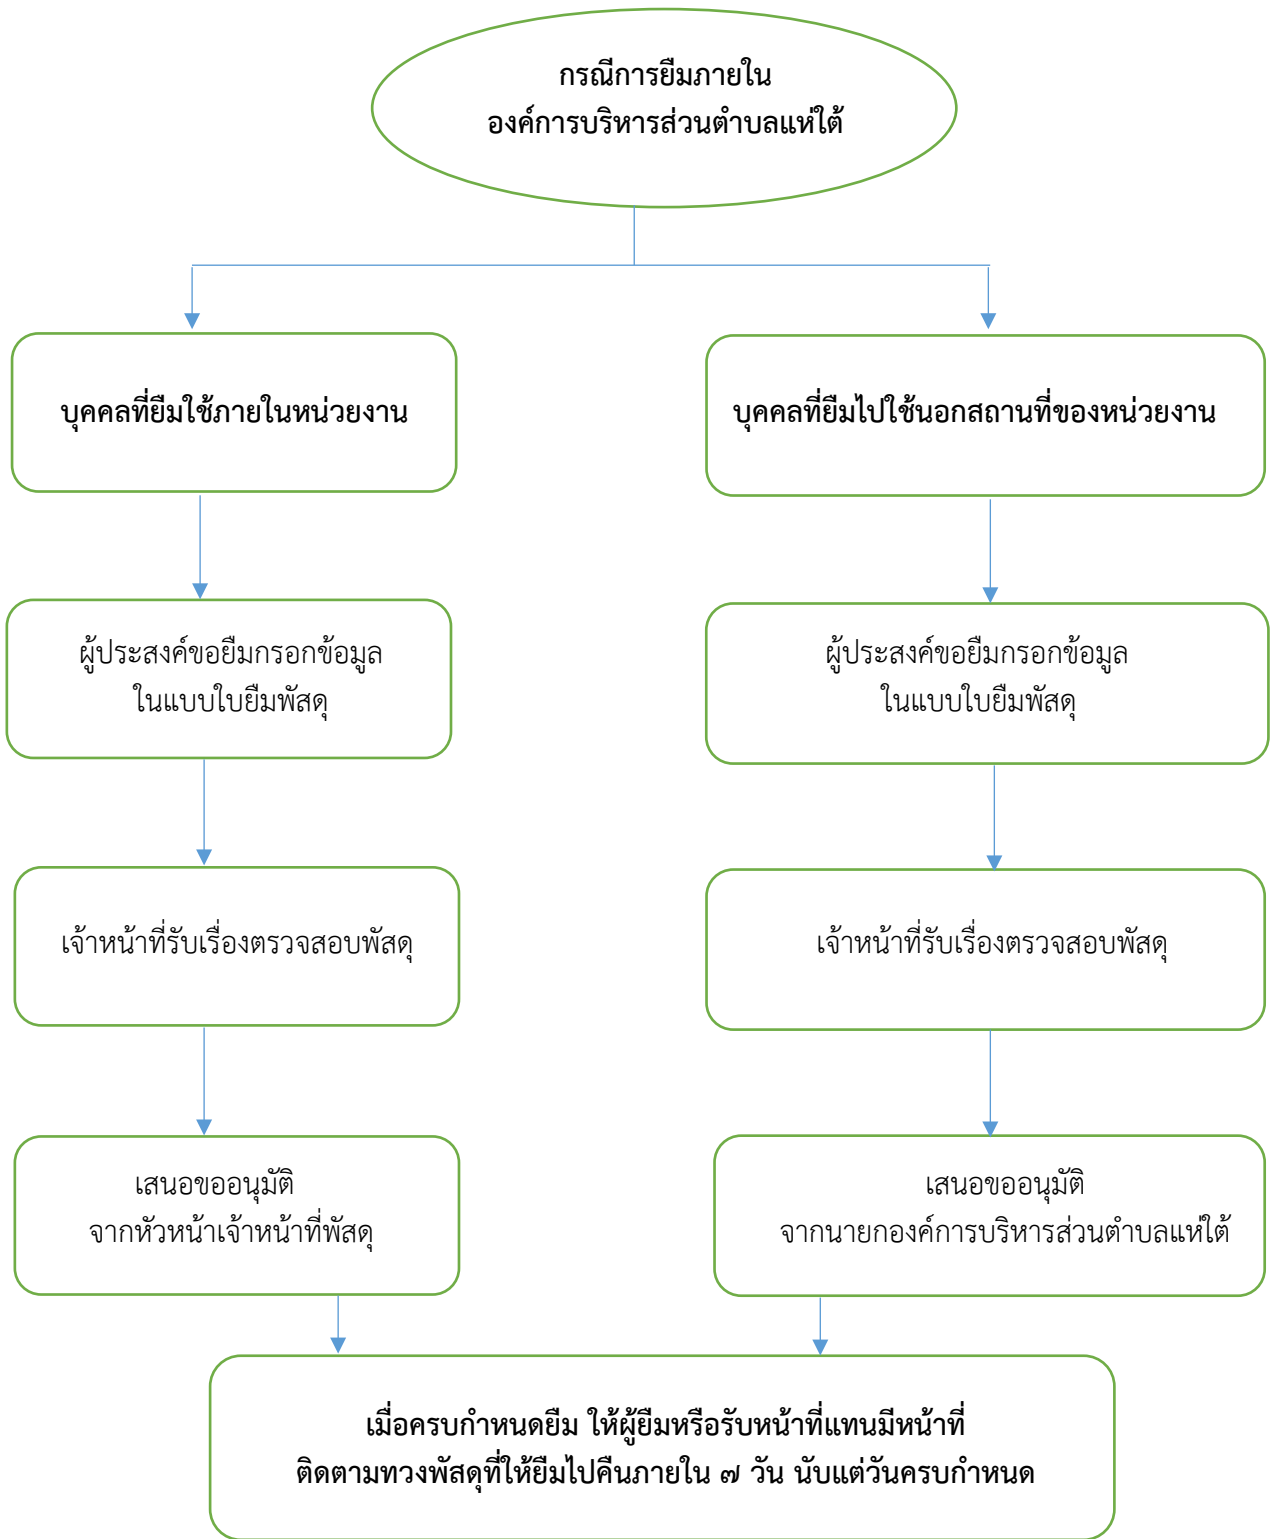 กรณีการยืมภายใน
องค์การบริหารส่วนตำบลแห่ใต้
บุคคลที่ยืมใช้ภายในหน่วยงาน
บุคคลที่ยืมไปใช้นอกสถานที่ของหน่วยงาน
ผู้ประสงค์ขอยืมกรอกข้อมูล
ในแบบใบยืมพัสดุ
ผู้ประสงค์ขอยืมกรอกข้อมูล
ในแบบใบยืมพัสดุ
เจ้าหน้าที่รับเรื่องตรวจสอบพัสดุ
เจ้าหน้าที่รับเรื่องตรวจสอบพัสดุ
เสนอขออนุมัติ
จากหัวหน้าเจ้าหน้าที่พัสดุ
เสนอขออนุมัติ
จากนายกองค์การบริหารส่วนตำบลแห่ใต้
เมื่อครบกำหนดยืม ให้ผู้ยืมหรือรับหน้าที่แทนมีหน้าที่
ติดตามทวงพัสดุที่ให้ยืมไปคืนภายใน ๗ วัน นับแต่วันครบกำหนด